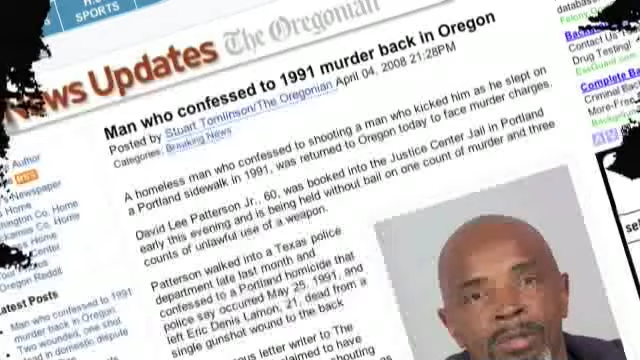 SPORTS
News Updates The Oregonian
Man who confessed to 1991 murder back in Oregon
Posted by Stuart Tomlinson/The Oregonian April 04, 2008 21:28PM
Categories: Breaking News
A homeless man who confessed to shooting a man who kicked him as he slept on
a Portland sidewalk in 1991, was returned to Oregon today to face murder charges.
David Lee Patterson Jr., 60, was booked into the Justice Center Jail in Portland
early this evening and is being held without bail on one count of murder and three
counts of unlawful use of a weapon.
Patterson walked into a Texas police
department late last month and
confessed to a Portland homicide that
police say occurred May 25, 1991, and
left Eric Denis Lamon, 21, dead from a
single gunshot wound to the back
ous letter writer to The
claimed to have
shooting
Author
Newspaper
Home
hington Co. Home
Home
Home
Oregon Reddit
Latest Posts
Man who confessed to 1991
murder back in Oregon
Two wounded, one shot
dead in domestic dispute
Contact Us
Drug Testing
Complete
Criminal